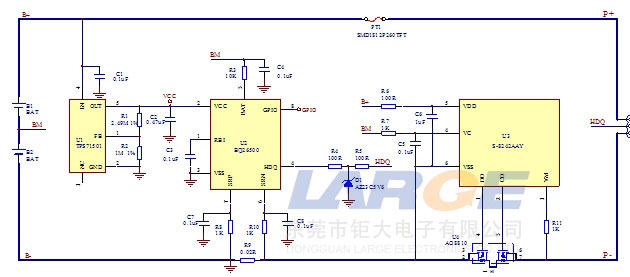 B+
P+
FT1
SMD1812P260TFT
C1
0.1uF
BM
R3
10K
C4
0.1uF
VCC
IN
OUT
FB
GND
NC
U1
TPS71501
R1
2.49M 1%
C2
0.47uF
R2
1M 1%
B1
BAT
BM
B2
BAT
VCC
BAT
GPIO
GPIO
RBI
U2
BQ26500
VSS
HDQ
SRP
SRN
C3
0.1uF
R4
100R
R5
100R
HDQ
D1
AZ23C5V6
B+
R6
100R
BM
R7
1K
C6
1uF
C5
0.1uF
VDD
VC
VSS
U3
S-8242AAY
DO
CO
VM
HDQ
C7
0.1uF
R8
1K
R10
1K
C8
0.1uF
R9
0.02R
R11
1K
U4
AO8810
B-
P-
LARGE
东莞市钜大电子有限公司
DONGGUAN LARGE ELECTRONICS